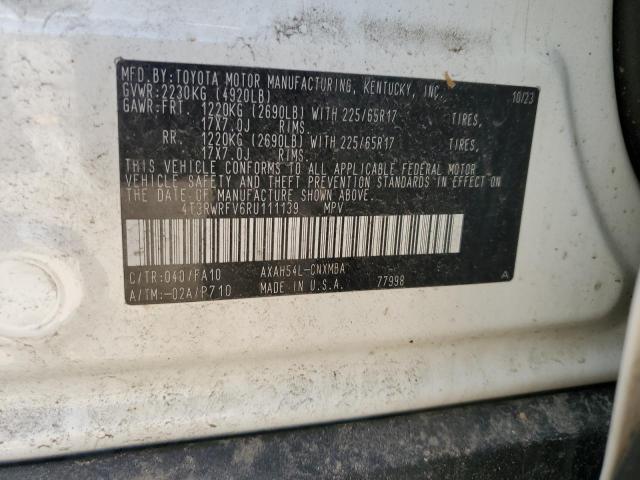 MFD.BY:TOYOTA MOTOR MANUFACTURING, KENTUCKY, INC. 10/23
GVWR:2230KG (4920LB)
GAWR:FRT 1220KG (2690LB) WITH 225/65R17 TIRES,
17X7.0J RIMS.
RR. 1220KG (2690LB) WITH 225/65R17 TIRES,
17X7.0J RIMS.
THIS VEHICLE CONFORMS TO ALL APPLICABLE FEDERAL MOTOR
VEHICLE SAFETY AND THEFT PREVENTION STANDARDS IN EFFECT ON
THE DATE OF MANUFACTURE SHOWN ABOVE.
4T3RWRFV6RU111139 MPV
C/TR:040/FA10 AXAH54L-CNXMBA
A/TM:-02A/P710 MADE IN U.S.A. 77998 A